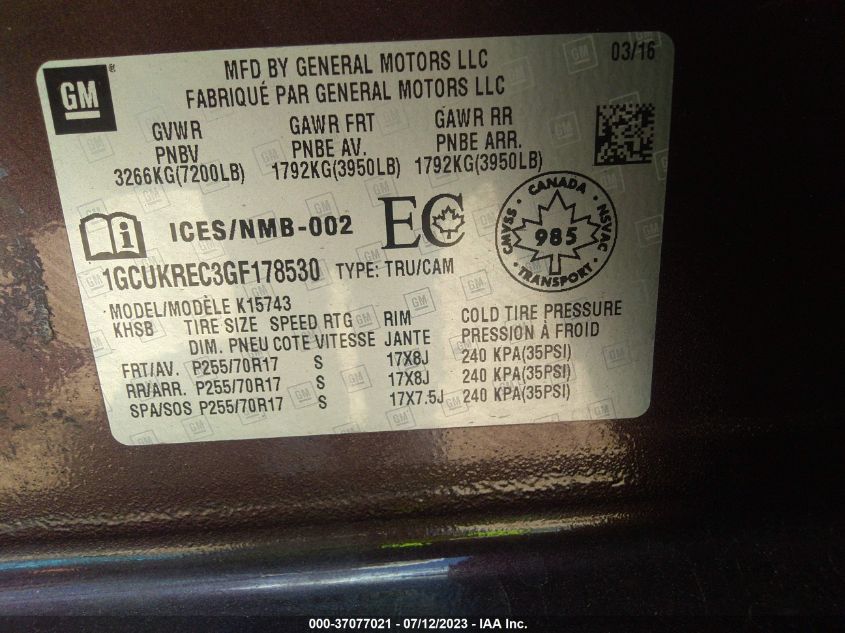 GM
MFD BY GENERAL MOTORS LLC
03/16
FABRIQUÉ PAR GENERAL MOTORS LLC
GVWR GAWR FRT GAWR RR
PNBV PNBE AV. PNBE ARR.
3266KG(7200LB) 1792KG(3950LB) 1792KG(3950LB)
i ICES/NMB-002 EC
CANADA
CMVSS 985 NSVAC
TRANSPORT
1GCUKREC3GF178530 TYPE: TRU/CAM
MODEL/MODÈLE K15743
KHSB TIRE SIZE SPEED RTG RIM COLD TIRE PRESSURE
DIM. PNEU COTE VITESSE JANTE PRESSION À FROID
FRT/AV. P255/70R17 S 17X8J 240 KPA(35PSI)
RR/ARR. P255/70R17 S 17X8J 240 KPA(35PSI)
SPA/SOS P255/70R17 S 17X7.5J 240 KPA(35PSI)
000-37077021 - 07/12/2023 - IAA Inc.